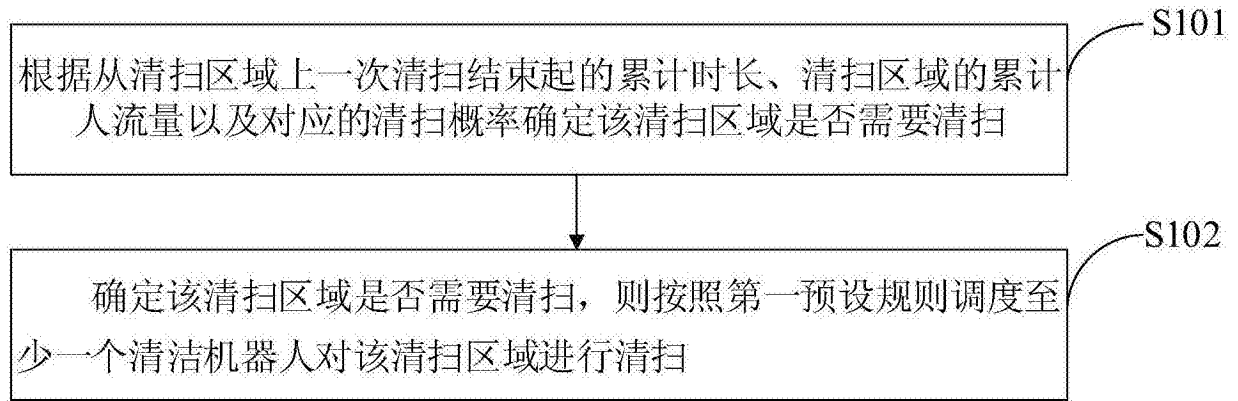 S101
根据从清扫区域上一次清扫结束起的累计时长、清扫区域的累计
人流量以及对应的清扫概率确定该清扫区域是否需要清扫
S102
确定该清扫区域是否需要清扫，则按照第一预设规则调度至
少一个清洁机器人对该清扫区域进行清扫